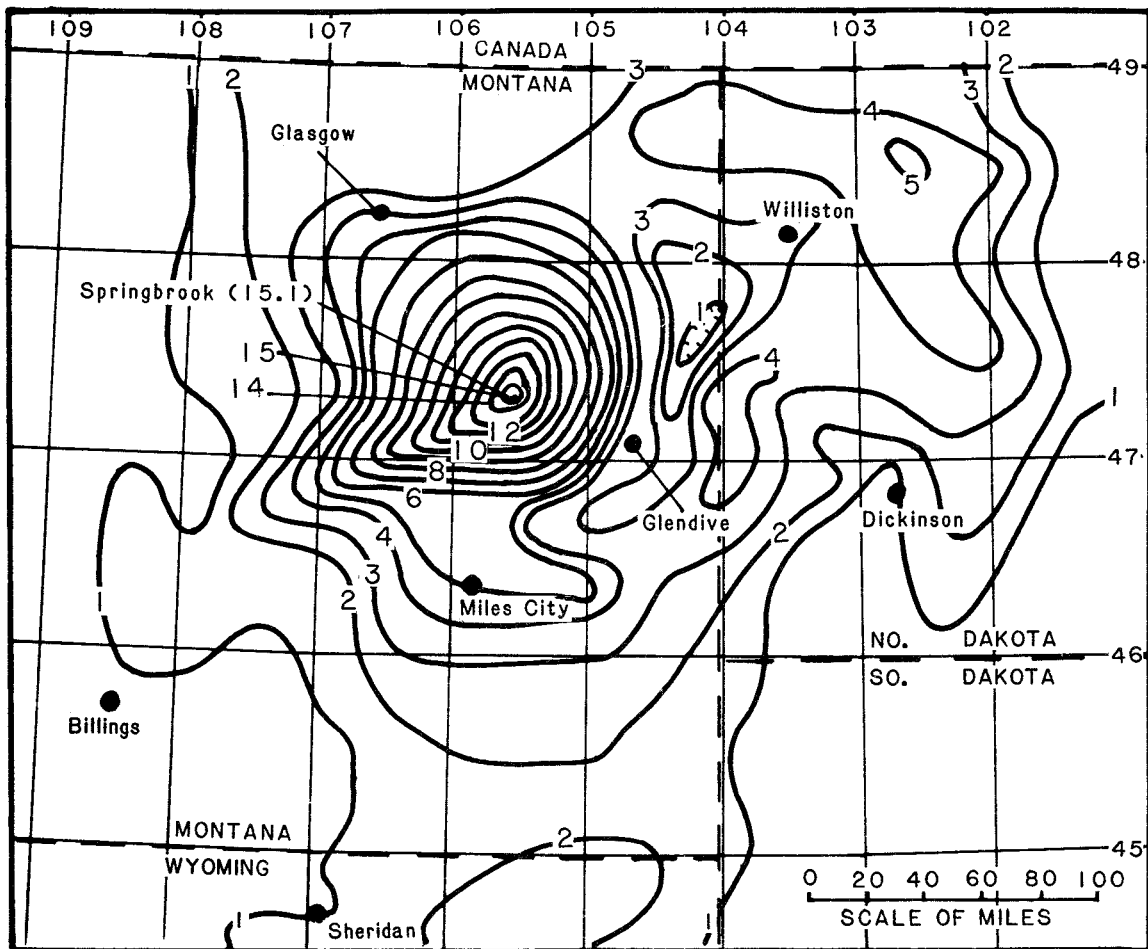 109 108 107 106 105 104 103 102
CANADA
MONTANA
49
1 2 3 3 2
4
Glasgow
5
Williston
3
2
48
Springbrook (15.1)
1
15
4
14
1
12
10
47
8
6
Glendive
Dickinson
4
2
3
1
2
Miles City
NO. DAKOTA
46
SO. DAKOTA
Billings
MONTANA
WYOMING
2
45
0 20 40 60 80 100
SCALE OF MILES
1
Sheridan
1